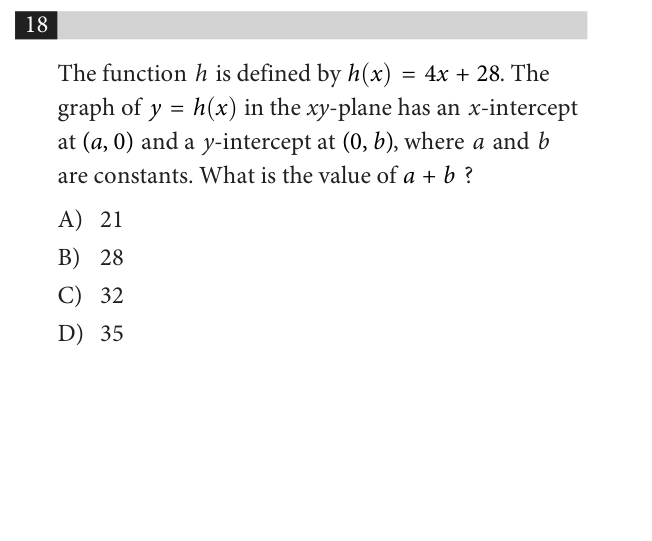 18
The function h is defined by h(x) = 4x + 28. The
graph of y = h(x) in the xy-plane has an x-intercept
at (a, 0) and a y-intercept at (0, b), where a and b
are constants. What is the value of a + b ?
A) 21
B) 28
C) 32
D) 35